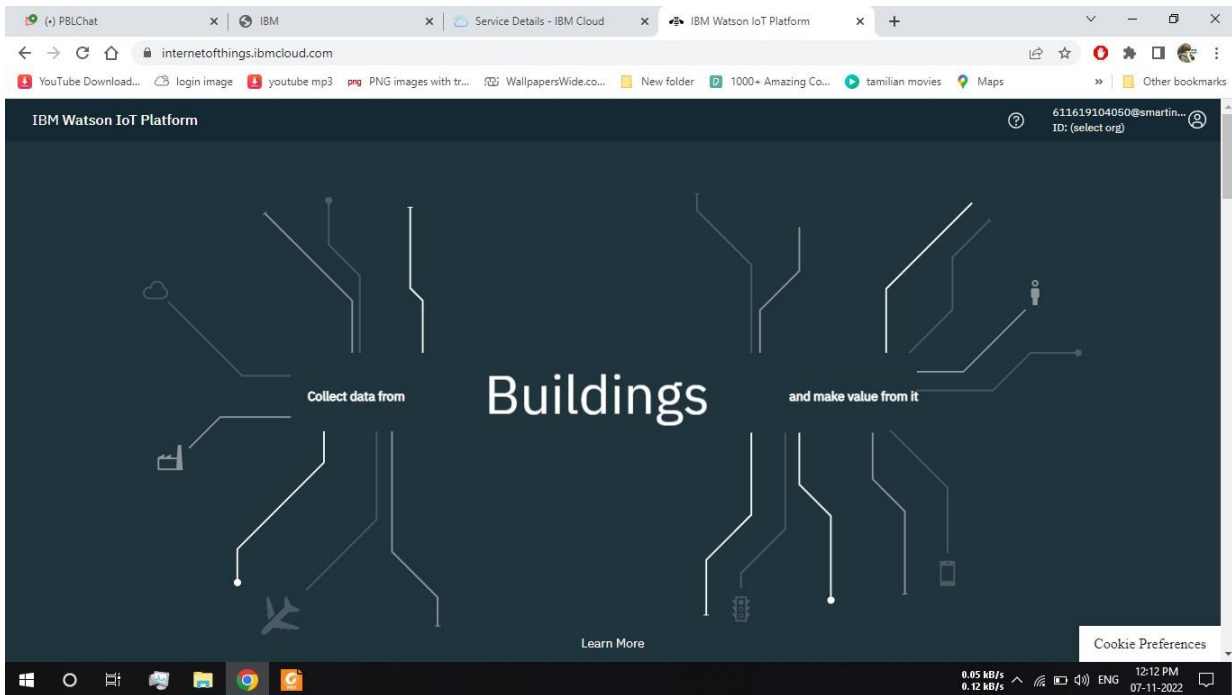 (•) PBLChat
IBM
Service Details - IBM Cloud
IBM Watson IoT Platform
internetofthings.ibmcloud.com
YouTube Download...
login image
youtube mp3
png PNG images with tr...
WallpapersWide.co...
New folder
1000+ Amazing Co...
tamilian movies
Maps
»
Other bookmarks
IBM Watson IoT Platform
611619104050@smartin...
ID: (select org)
Collect data from
Buildings
and make value from it
Learn More
Cookie Preferences
0.05 kB/s
0.12 kB/s
ENG
12:12 PM
07-11-2022